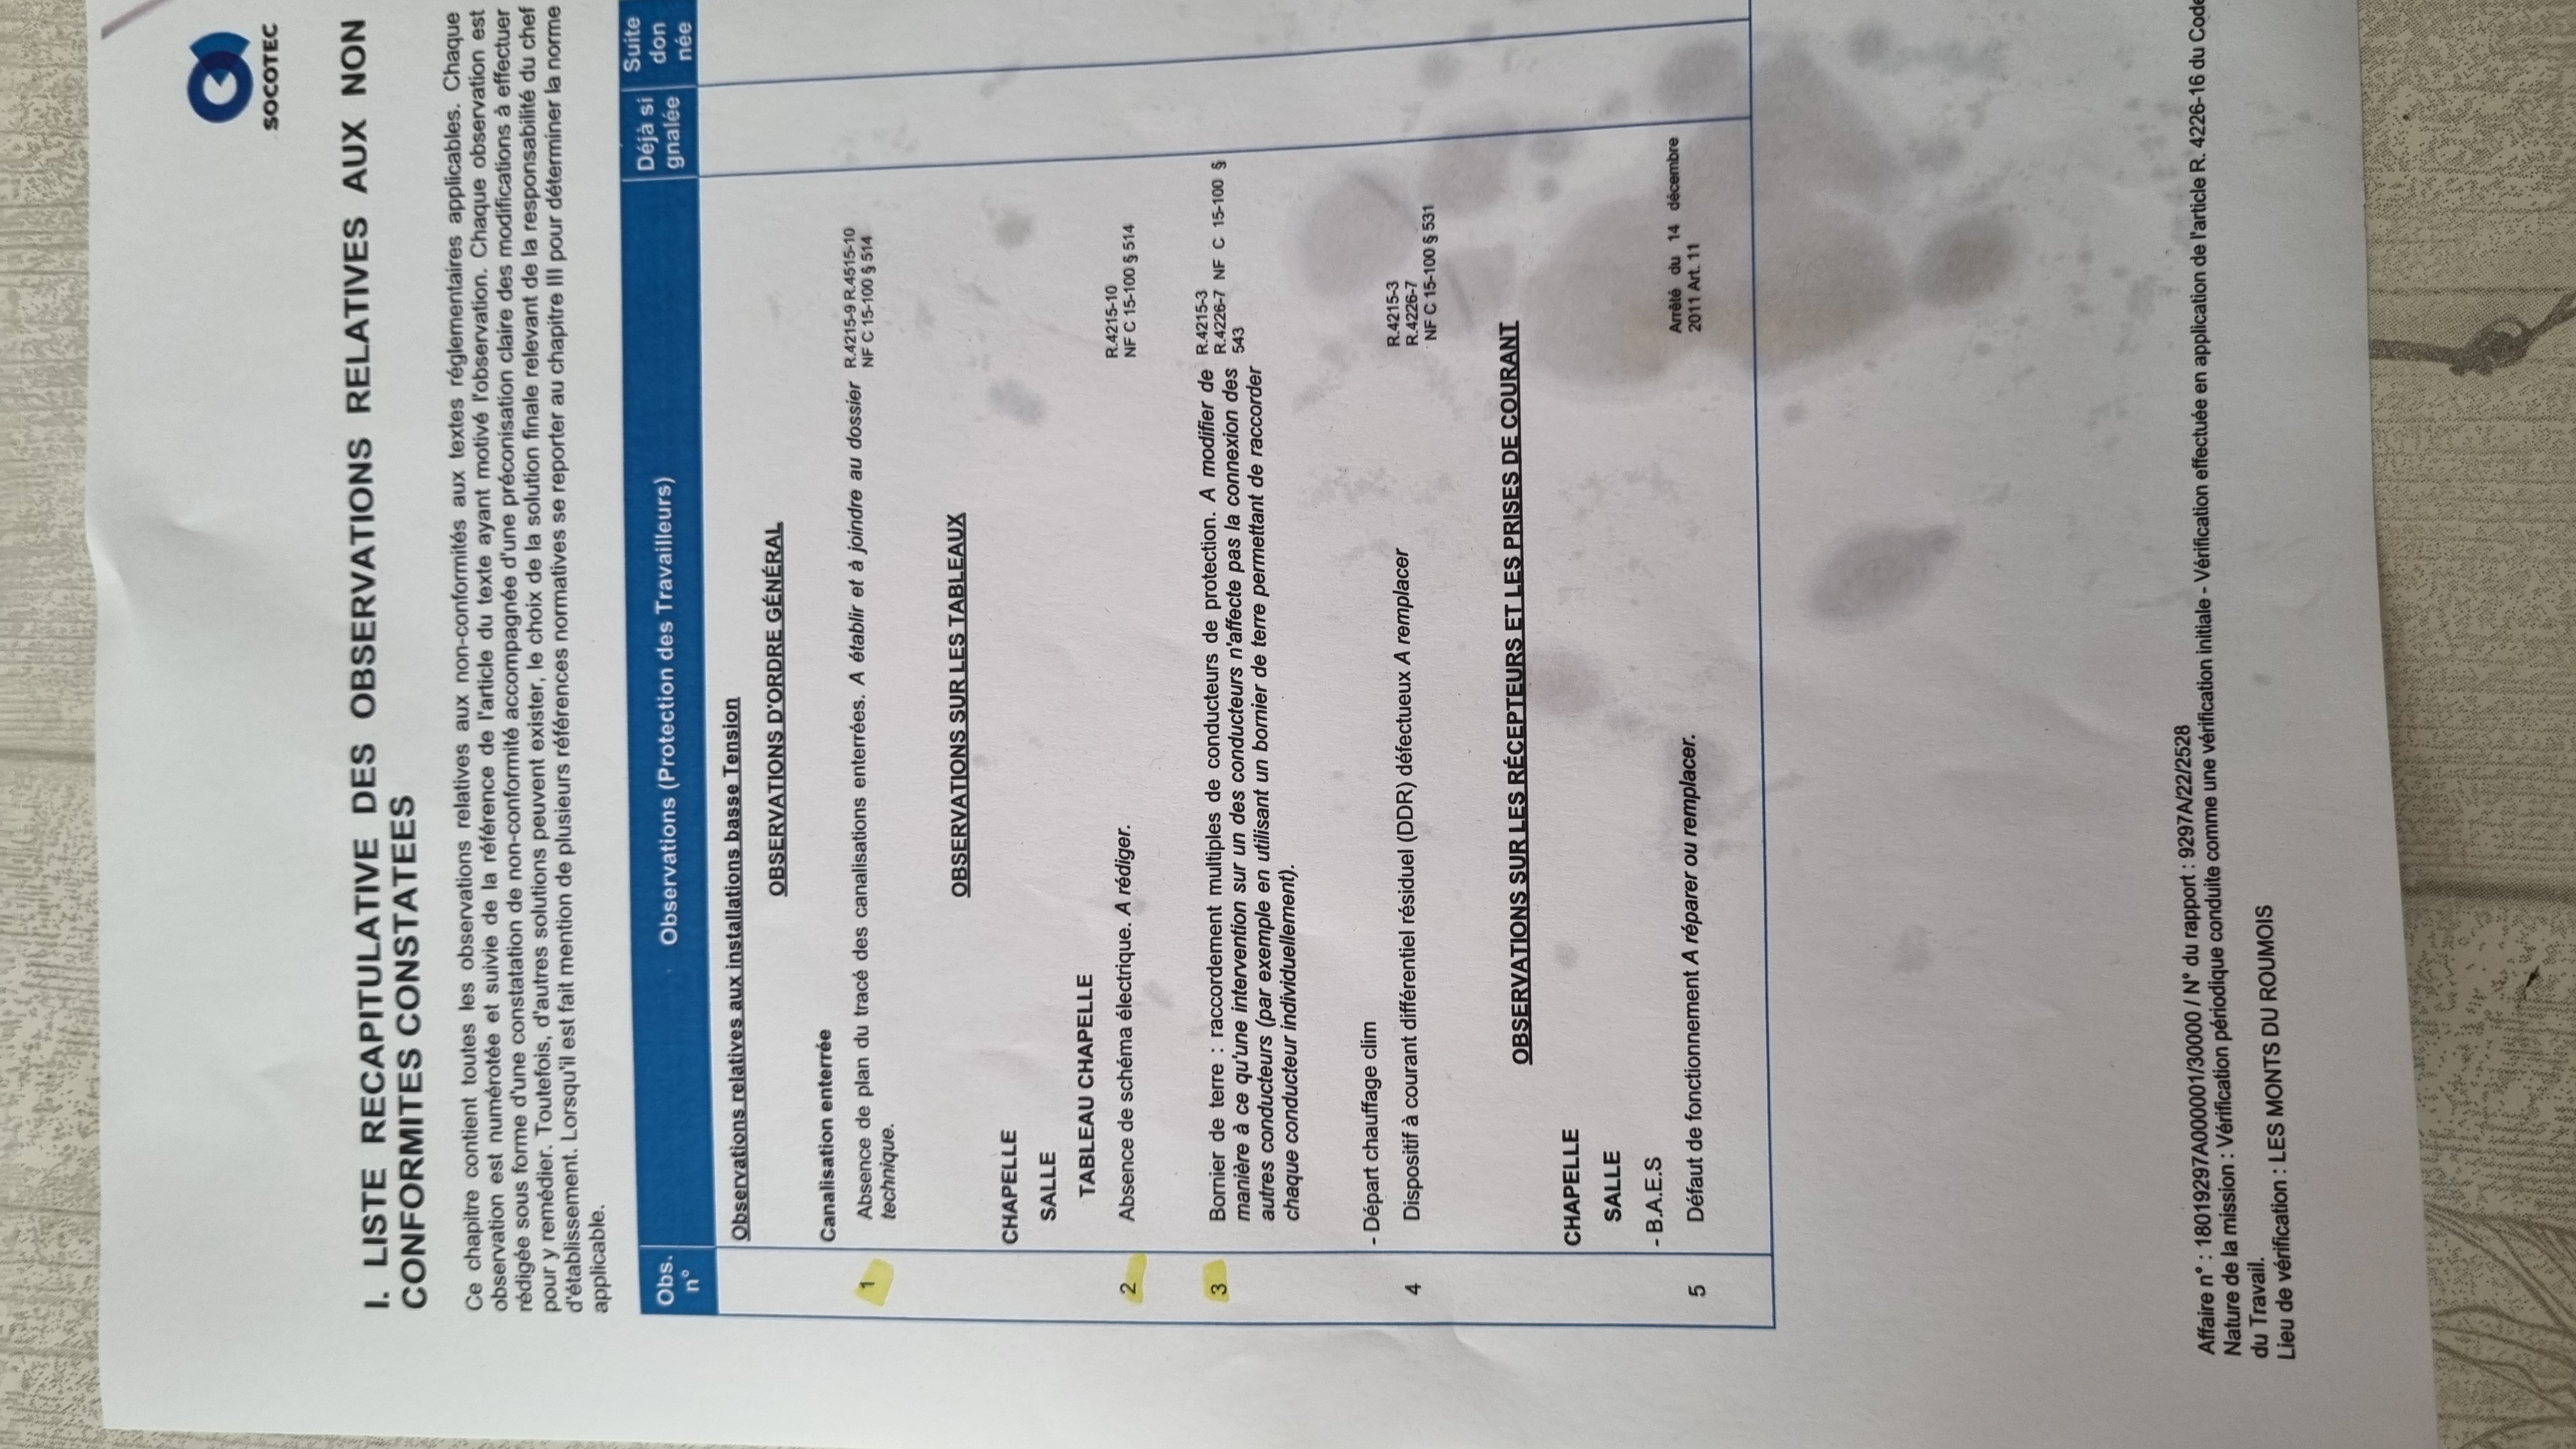 SOCOTEC
I. LISTE RECAPITULATIVE DES OBSERVATIONS RELATIVES AUX NON
CONFORMITES CONSTATEES
Ce chapitre contient toutes les observations relatives aux non-conformités aux textes réglementaires applicables. Chaque
observation est numérotée et suivie de la référence de l'article du texte ayant motivé l'observation. Chaque observation est
rédigée sous forme d'une constatation de non-conformité accompagnée d'une préconisation claire des modifications à effectuer
pour y remédier. Toutefois, d'autres solutions peuvent exister, le choix de la solution finale relevant de la responsabilité du chef
d'établissement. Lorsqu'il est fait mention de plusieurs références normatives se reporter au chapitre III pour déterminer la norme
applicable.
Obs.
n°
Observations (Protection des Travailleurs)
Déjà si
gnalée
Suite
don
née
Observations relatives aux installations basse Tension
OBSERVATIONS D'ORDRE GÉNÉRAL
Canalisation enterrée
1
Absence de plan du tracé des canalisations enterrées. A établir et à joindre au dossier
technique.
R.4215-9 R.4515-10
NF C 15-100 § 514
OBSERVATIONS SUR LES TABLEAUX
CHAPELLE
SALLE
TABLEAU CHAPELLE
2
Absence de schéma électrique. A rédiger.
R.4215-10
NF C 15-100 § 514
3
Bornier de terre : raccordement multiples de conducteurs de protection. A modifier de
manière à ce qu'une intervention sur un des conducteurs n'affecte pas la connexion des
autres conducteurs (par exemple en utilisant un bornier de terre permettant de raccorder
chaque conducteur individuellement).
R.4215-3
R.4226-7 NF C 15-100 §
543
- Départ chauffage clim
4
Dispositif à courant différentiel résiduel (DDR) défectueux A remplacer
R.4215-3
R.4226-7
NF C 15-100 § 531
OBSERVATIONS SUR LES RÉCEPTEURS ET LES PRISES DE COURANT
CHAPELLE
SALLE
- B.A.E.S
5
Défaut de fonctionnement A réparer ou remplacer.
Arrêté du 14 décembre
2011 Art. 11
Affaire n° : 18019297A000001/30000 / N° du rapport : 9297A/22/2528
Nature de la mission : Vérification périodique conduite comme une vérification initiale - Vérification effectuée en application de l'article R. 4226-16 du Code
du Travail.
Lieu de vérification : LES MONTS DU ROUMOIS